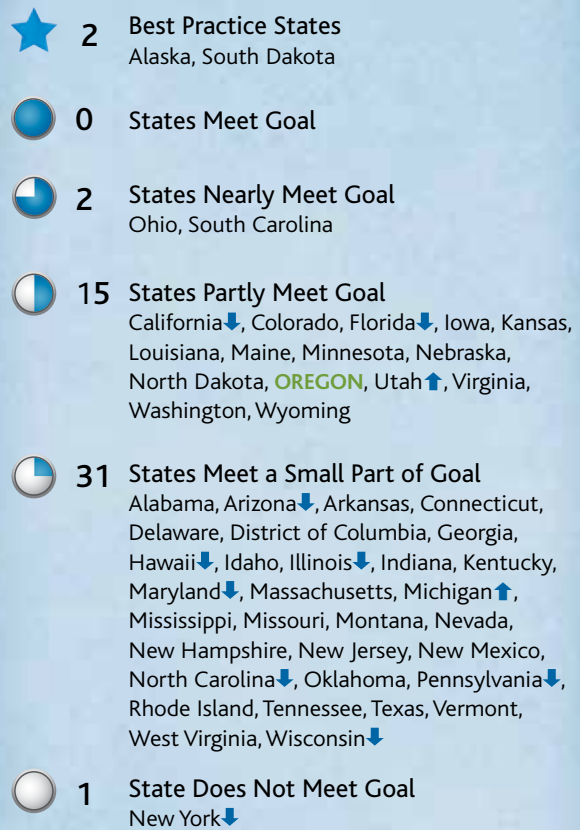 2 Best Practice States
Alaska, South Dakota
0 States Meet Goal
2 States Nearly Meet Goal
Ohio, South Carolina
15 States Partly Meet Goal
California⬇, Colorado, Florida⬇, Iowa, Kansas,
Louisiana, Maine, Minnesota, Nebraska,
North Dakota, OREGON, Utah⬆, Virginia,
Washington, Wyoming
31 States Meet a Small Part of Goal
Alabama, Arizona⬇, Arkansas, Connecticut,
Delaware, District of Columbia, Georgia,
Hawaii⬇, Idaho, Illinois⬇, Indiana, Kentucky,
Maryland⬇, Massachusetts, Michigan⬆,
Mississippi, Missouri, Montana, Nevada,
New Hampshire, New Jersey, New Mexico,
North Carolina⬇, Oklahoma, Pennsylvania⬇,
Rhode Island, Tennessee, Texas, Vermont,
West Virginia, Wisconsin⬇
1 State Does Not Meet Goal
New York⬇